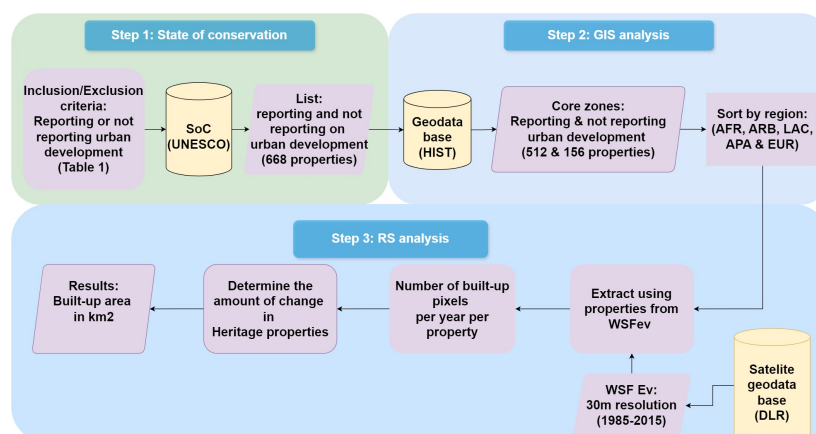 Step 1: State of conservation
Inclusion/Exclusion
criteria:
Reporting or not
reporting urban
development
(Table 1)
SoC
(UNESCO)
List:
reporting and not
reporting on
urban development
(668 properties)
Step 2: GIS analysis
Geodata
base
(HIST)
Core zones:
Reporting & not reporting
urban development
(512 & 156 properties)
Sort by region:
(AFR, ARB, LAC,
APA & EUR)
Step 3: RS analysis
Results:
Built-up area
in km2
Determine the
amount of change
in
Heritage properties
Number of built-up
pixels
per year per
property
Extract using
properties from
WSFev
WSF Ev:
30m resolution
(1985-2015)
Satelite
geodata
base
(DLR)